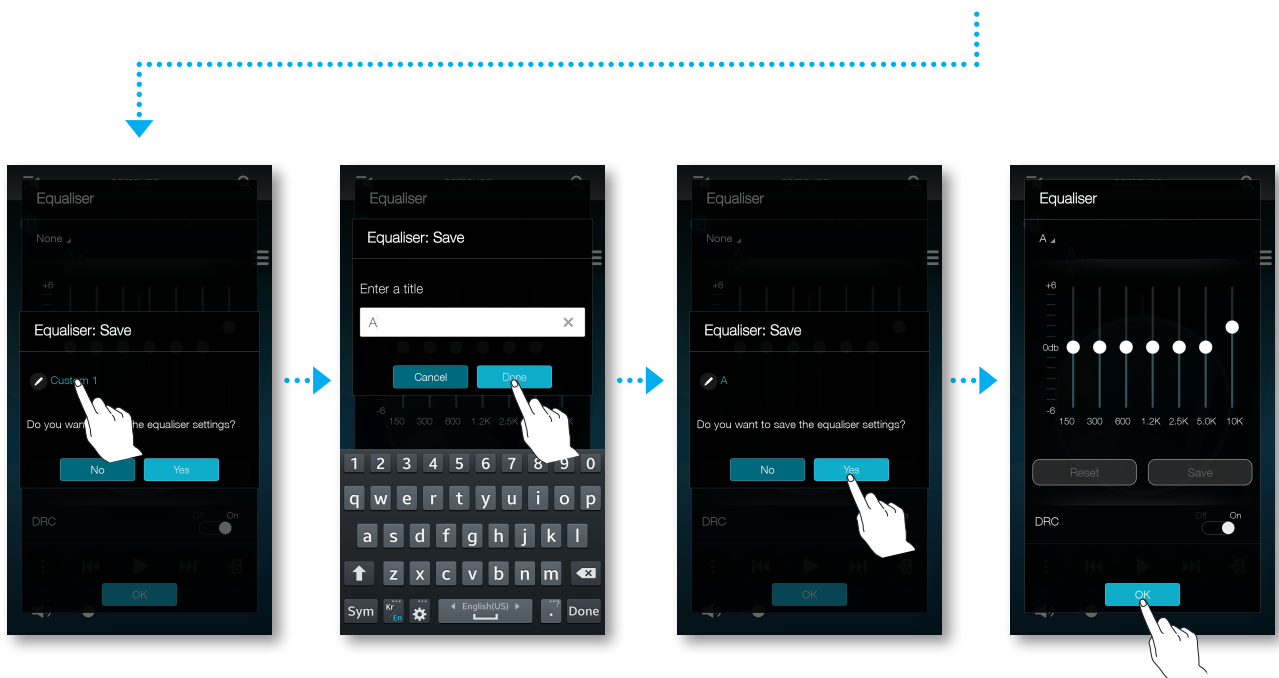 Equaliser
None
+6
Equaliser: Save
Custom 1
Do you want he equaliser settings?
No Yes
DRC Off On
OK
Equaliser
Equaliser: Save
Enter a title
A
Cancel Done
-6
150 300 600 1.2K 2.5K K
1 2 3 4 5 6 7 8 9 0
q w e r t y u i o p
a s d f g h j k l
z x c v b n m
Sym Kr En English(US) ...? . Done
Equaliser
None
+6
Equaliser: Save
A
Do you want to save the equaliser settings?
No Yes
DRC
OK
Equaliser
A
+6
0db
-6
150 300 600 1.2K 2.5K 5.0K 10K
Reset Save
DRC Off On
OK